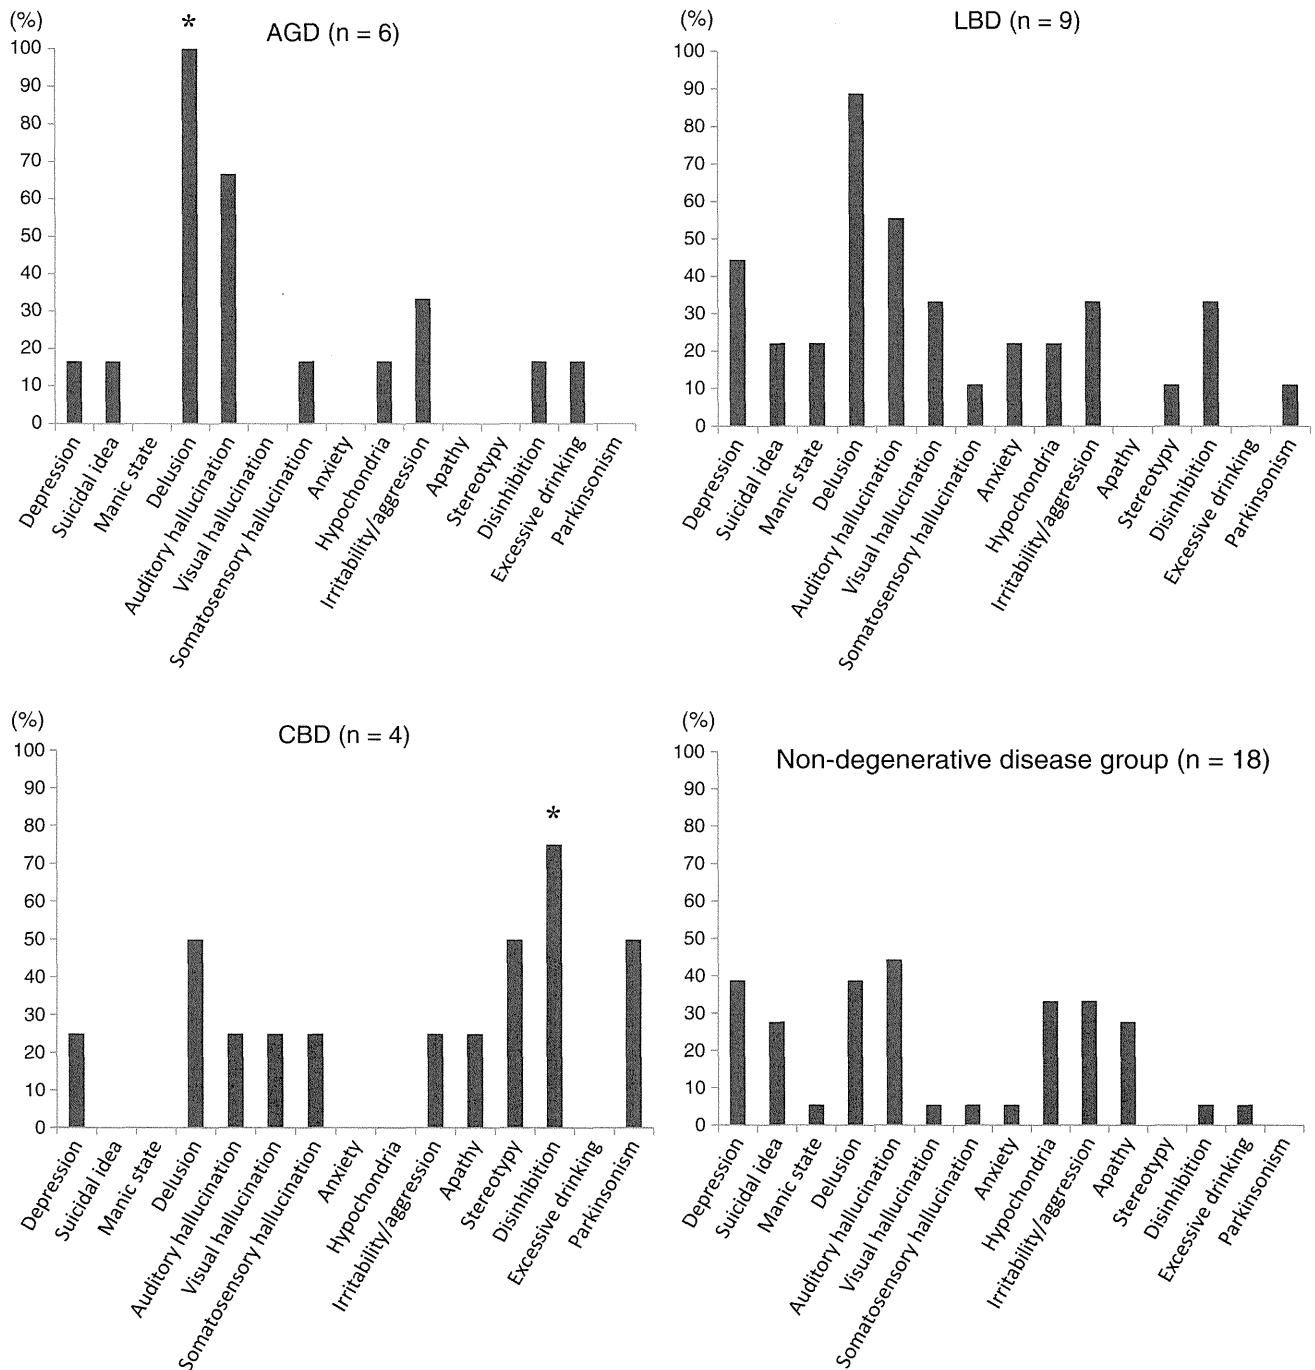 (%)
AGD (n = 6)
*
100
90
80
70
60
50
40
30
20
10
0
Depression
Suicidal idea
Manic state
Delusion
Auditory hallucination
Visual hallucination
Somatosensory hallucination
Anxiety
Hypochondria
Irritability/aggression
Apathy
Stereotypy
Disinhibition
Excessive drinking
Parkinsonism
(%)
LBD (n = 9)
100
90
80
70
60
50
40
30
20
10
0
Depression
Suicidal idea
Manic state
Delusion
Auditory hallucination
Visual hallucination
Somatosensory hallucination
Anxiety
Hypochondria
Irritability/aggression
Apathy
Stereotypy
Disinhibition
Excessive drinking
Parkinsonism
(%)
CBD (n = 4)
100
90
80
*
70
60
50
40
30
20
10
0
Depression
Suicidal idea
Manic state
Delusion
Auditory hallucination
Visual hallucination
Somatosensory hallucination
Anxiety
Hypochondria
Irritability/aggression
Apathy
Stereotypy
Disinhibition
Excessive drinking
Parkinsonism
(%)
Non-degenerative disease group (n = 18)
100
90
80
70
60
50
40
30
20
10
0
Depression
Suicidal idea
Manic state
Delusion
Auditory hallucination
Visual hallucination
Somatosensory hallucination
Anxiety
Hypochondria
Irritability/aggression
Apathy
Stereotypy
Disinhibition
Excessive drinking
Parkinsonism